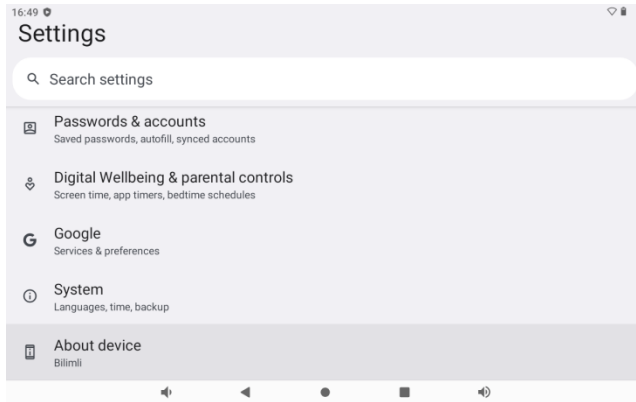 16:49
Settings
Search settings
Passwords & accounts
Saved passwords, autofill, synced accounts
Digital Wellbeing & parental controls
Screen time, app timers, bedtime schedules
Google
Services & preferences
System
Languages, time, backup
About device
Bilimli